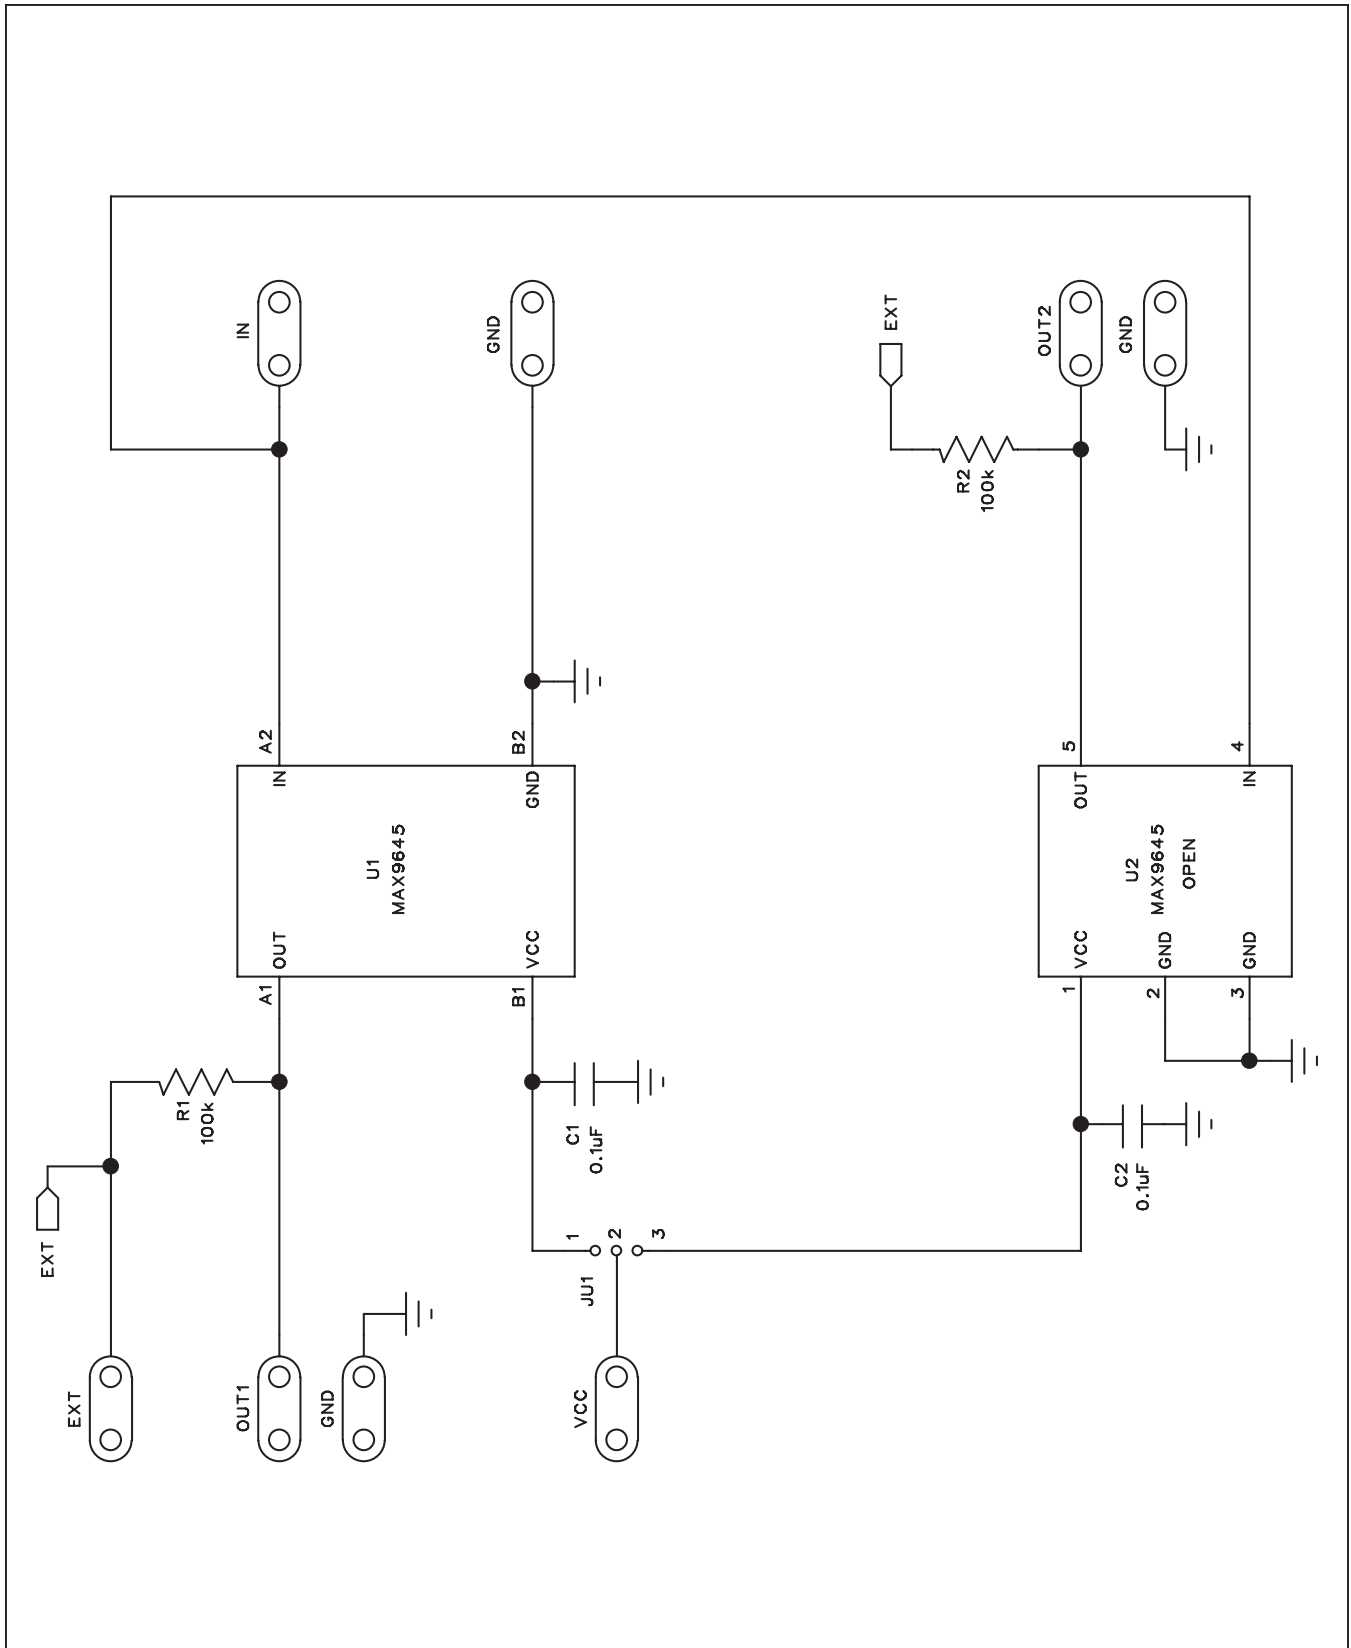 EXT
EXT
R1
100k
OUT1
GND
A1
OUT
IN
A2
IN
U1
MAX9645
VCC
JU1
1
2
3
C1
0.1uF
B1
VCC
GND
B2
GND
EXT
R2
100k
C2
0.1uF
1
VCC
2
GND
3
GND
U2
MAX9645
OPEN
OUT
5
OUT2
GND
IN
4